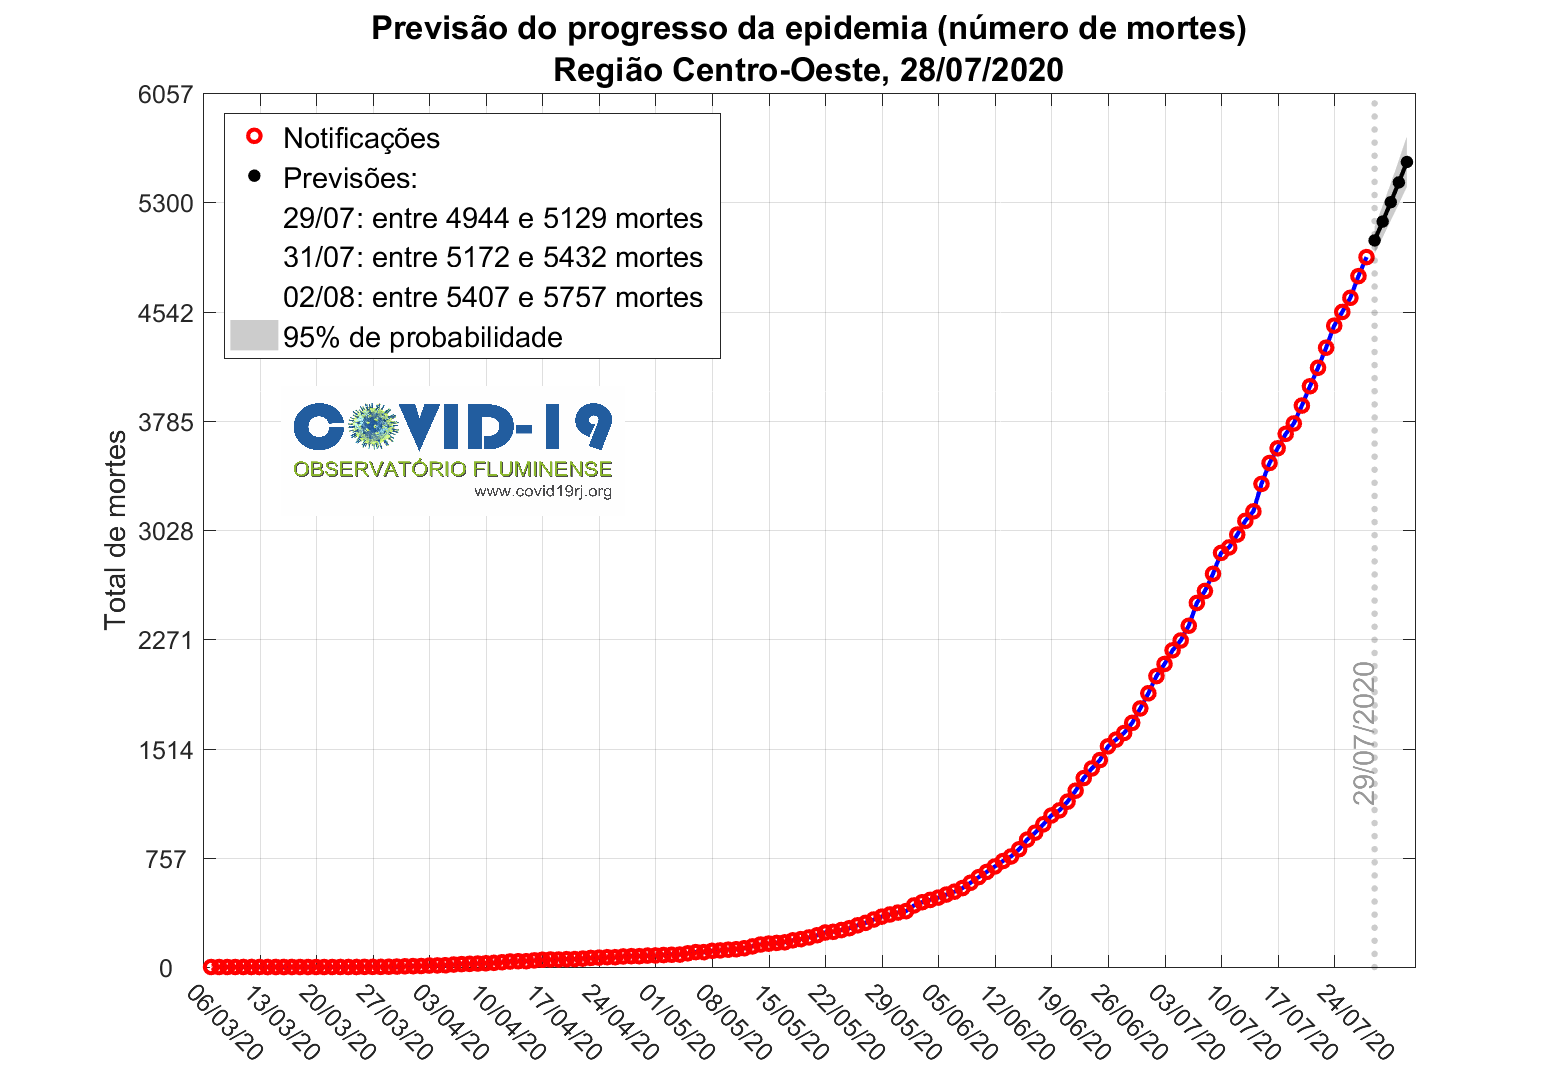 Previsão do progresso da epidemia (número de mortes)
Região Centro-Oeste, 28/07/2020
6057
5300
4542
3785
3028
2271
1514
757
0
Total de mortes
Notificações
Previsões:
29/07: entre 4944 e 5129 mortes
31/07: entre 5172 e 5432 mortes
02/08: entre 5407 e 5757 mortes
95% de probabilidade
COVID-19
OBSERVATÓRIO FLUMINENSE
www.covid19rj.org
29/07/2020
06/03/20
13/03/20
20/03/20
27/03/20
03/04/20
10/04/20
17/04/20
24/04/20
01/05/20
08/05/20
15/05/20
22/05/20
29/05/20
05/06/20
12/06/20
19/06/20
26/06/20
03/07/20
10/07/20
17/07/20
24/07/20